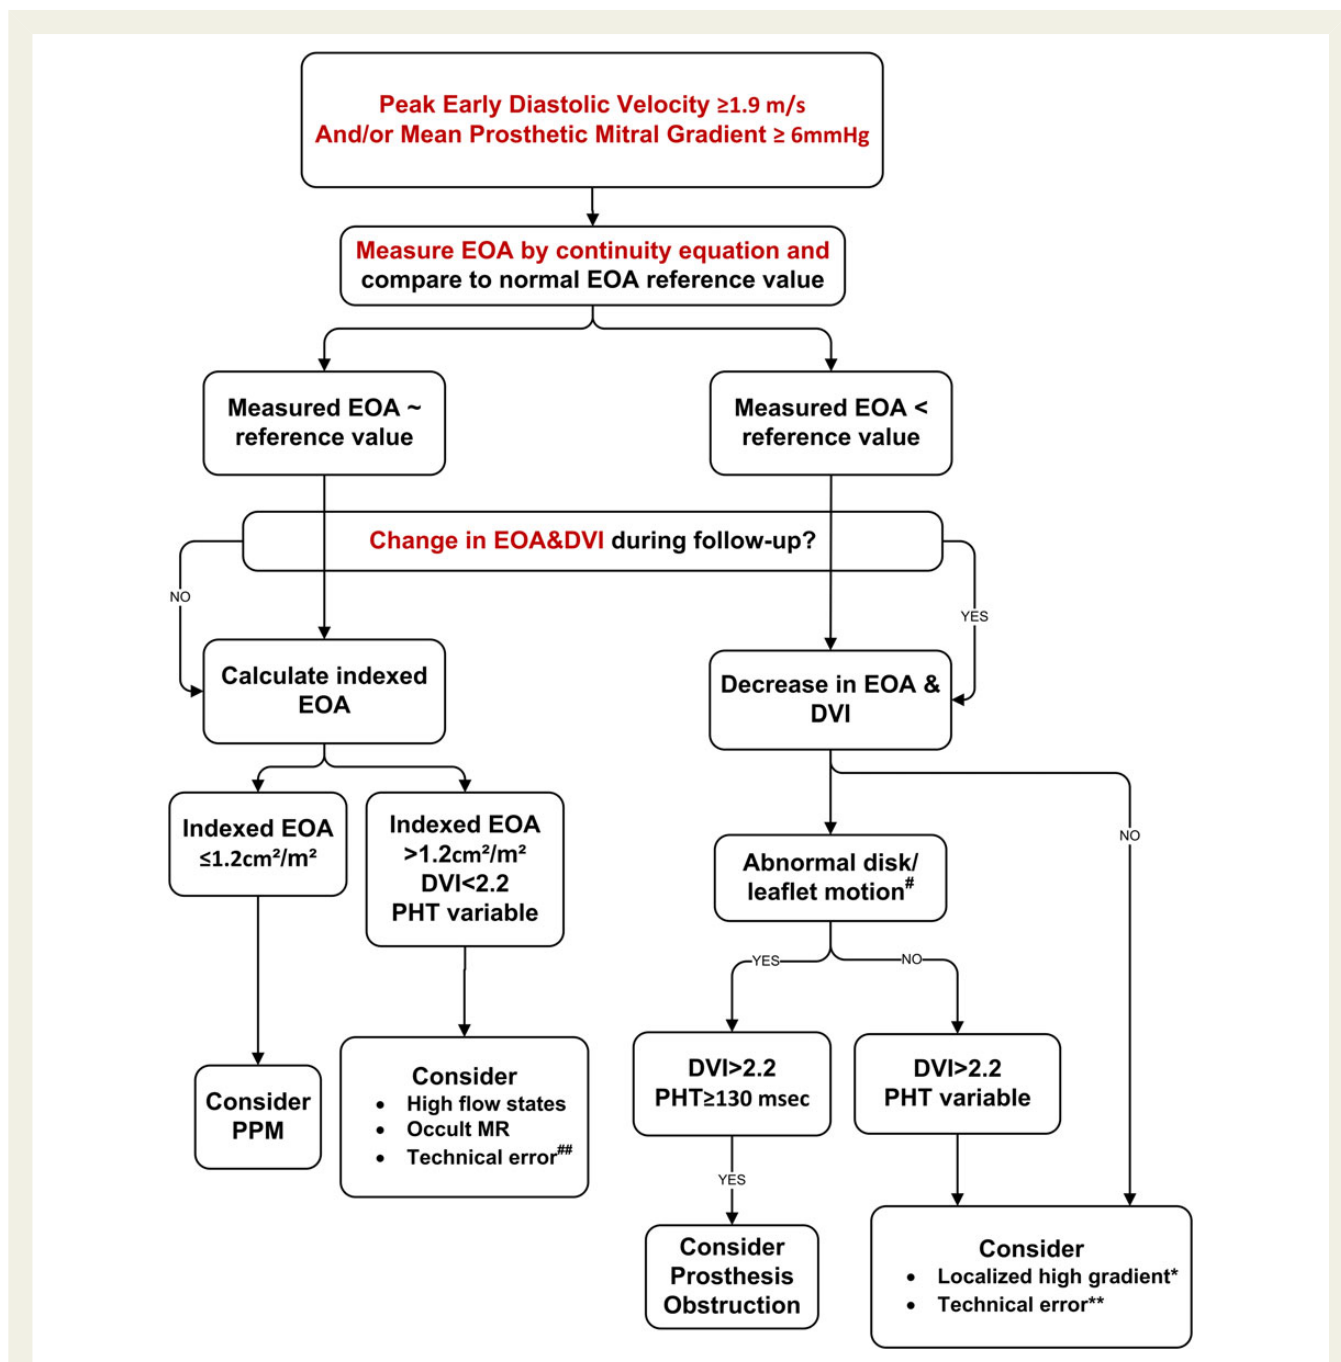 Peak Early Diastolic Velocity ≥1.9 m/s
And/or Mean Prosthetic Mitral Gradient ≥ 6mmHg
Measure EOA by continuity equation and
compare to normal EOA reference value
Measured EOA ~
reference value
Measured EOA <
reference value
Change in EOA&DVI during follow-up?
NO
YES
Calculate indexed
EOA
Decrease in EOA &
DVI
Indexed EOA
≤1.2cm²/m²
Indexed EOA
>1.2cm²/m²
DVI<2.2
PHT variable
Abnormal disk/
leaflet motion#
NO
YES
NO
Consider
PPM
Consider
• High flow states
• Occult MR
• Technical error##
DVI>2.2
PHT≥130 msec
DVI>2.2
PHT variable
YES
Consider
Prosthesis
Obstruction
Consider
• Localized high gradient*
• Technical error**